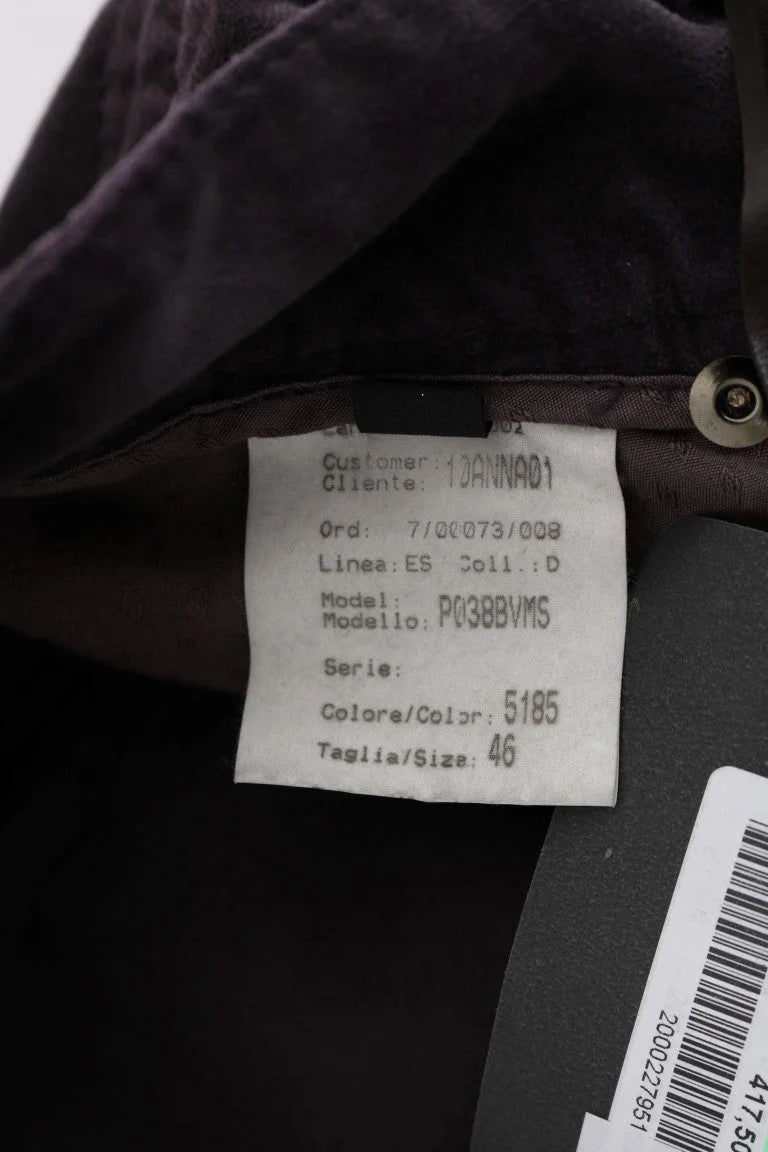 Customer:
Cliente: 10ANNA01
Ord: 7/00073/008
Linea: ES Coll.: D
Model:
Modello: P038BVMS
Serie:
Colore/Color: 5185
Taglia/Size: 46
2000227951
417,50